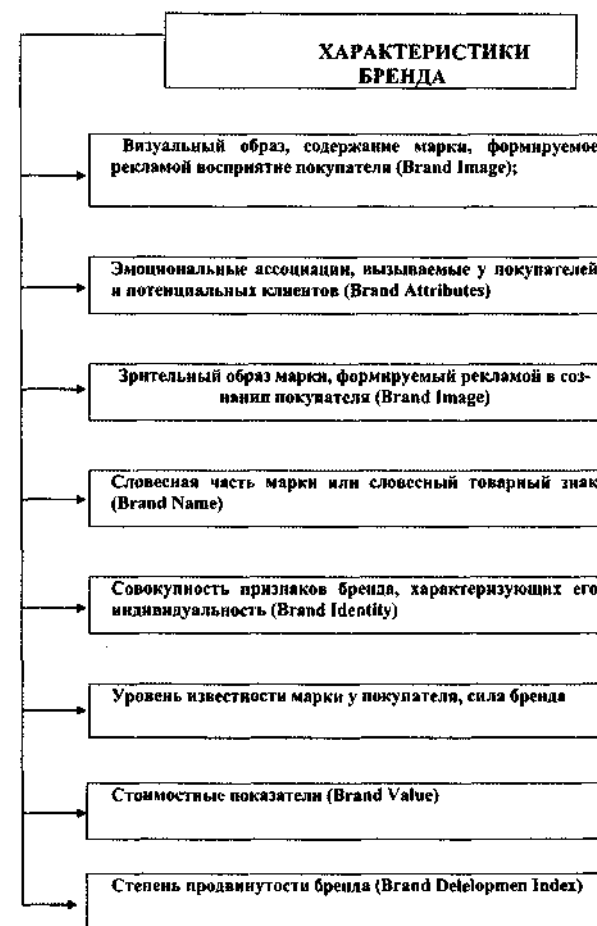 ХАРАКТЕРИСТИКИ
БРЕНДА
Визуальный образ, содержание марки, формируемое
рекламой восприятие покупателя (Brand Image);
Эмоциональные ассоциации, вызываемые у покупателей
и потенциальных клиентов (Brand Attributes)
Зрительный образ марки, формируемый рекламой в соз-
нании покупателя (Brand Image)
Словесная часть марки или словесный товарный знак
(Brand Name)
Совокупность признаков бренда, характеризующих его
индивидуальность (Brand Identity)
Уровень известности марки у покупателя, сила бренда
Стоимостные показатели (Brand Value)
Степень продвинутости бренда (Brand Delelopmen Index)